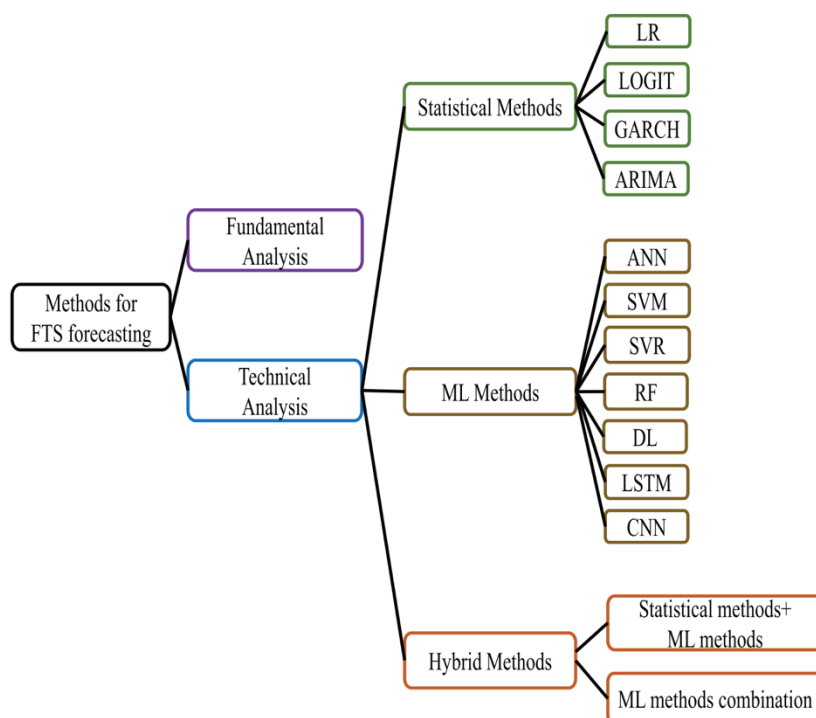 Methods for
FTS forecasting
Fundamental
Analysis
Technical
Analysis
Statistical Methods
LR
LOGIT
GARCH
ARIMA
ML Methods
ANN
SVM
SVR
RF
DL
LSTM
CNN
Hybrid Methods
Statistical methods+
ML methods
ML methods combination